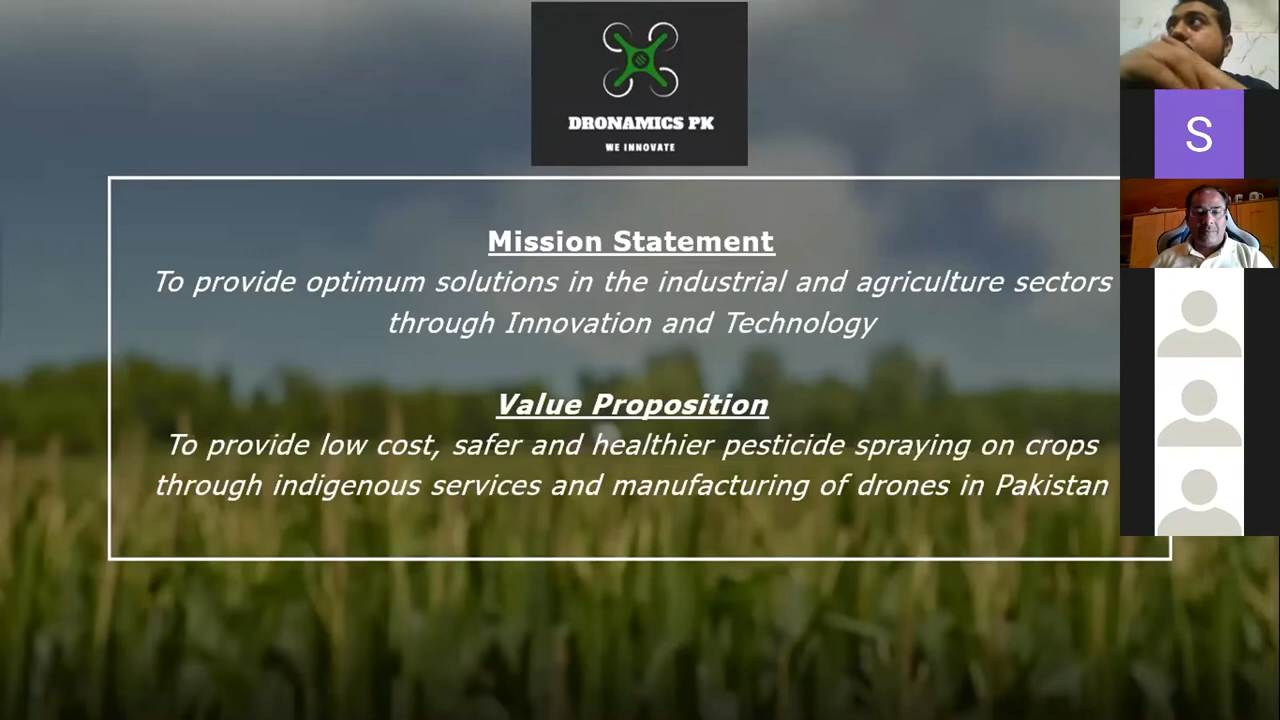 DRONAMICS PK
WE INNOVATE
S
Mission Statement
To provide optimum solutions in the industrial and agriculture sectors
through Innovation and Technology
Value Proposition
To provide low cost, safer and healthier pesticide spraying on crops
through indigenous services and manufacturing of drones in Pakistan